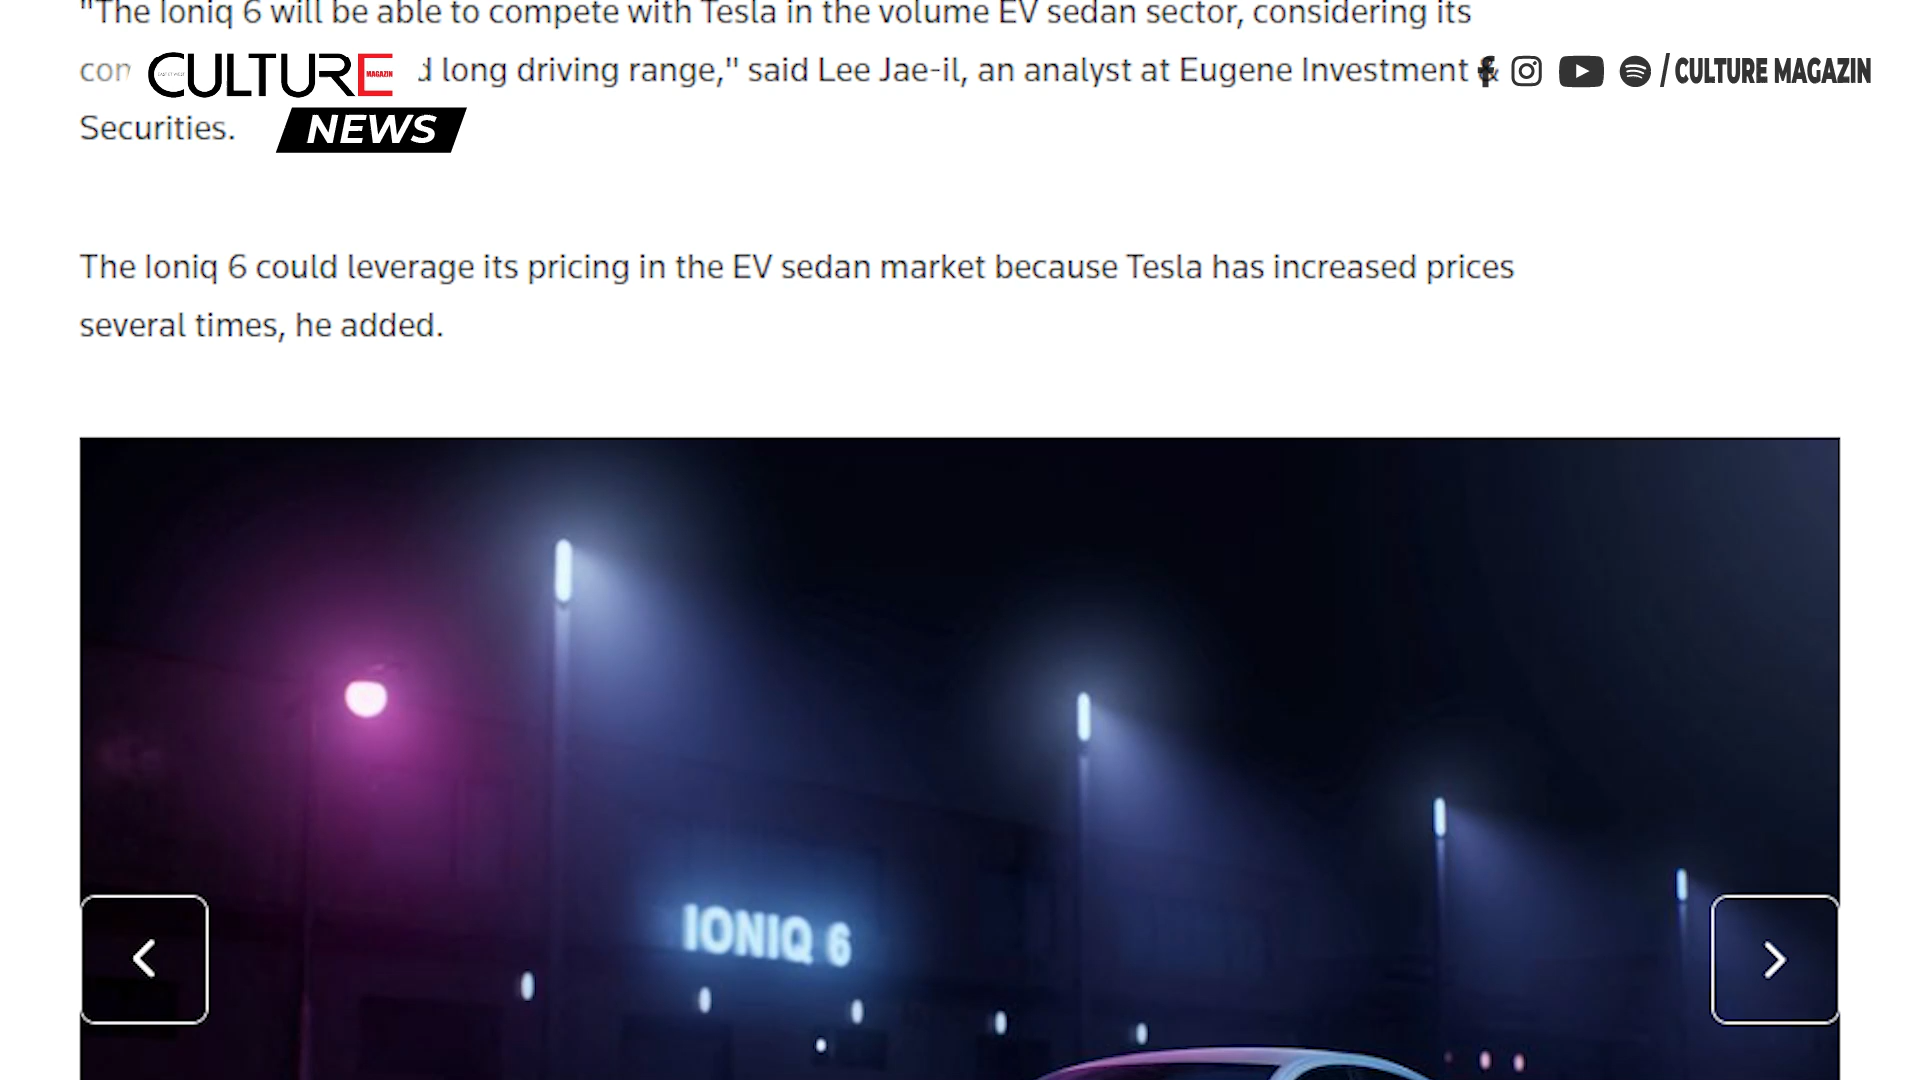 "The Ioniq 6 will be able to compete with Tesla in the volume EV sedan sector, considering its
long driving range," said Lee Jae-il, an analyst at Eugene Investment &
Securities.
CULTURE
MAGAZIN
NEWS
/ CULTURE MAGAZIN
The Ioniq 6 could leverage its pricing in the EV sedan market because Tesla has increased prices
several times, he added.
IONIQ 6